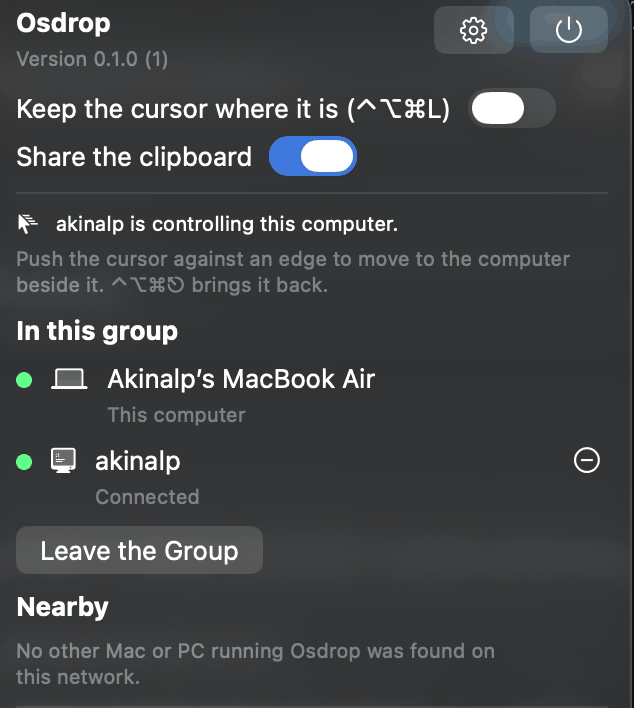 Osdrop
Version 0.1.0 (1)
Keep the cursor where it is (⌃⌥⌘L)
Share the clipboard
akinalp is controlling this computer.
Push the cursor against an edge to move to the computer
beside it. ⌃⌥⌘⎋ brings it back.
In this group
Akinalp’s MacBook Air
This computer
akinalp
Connected
Leave the Group
Nearby
No other Mac or PC running Osdrop was found on
this network.